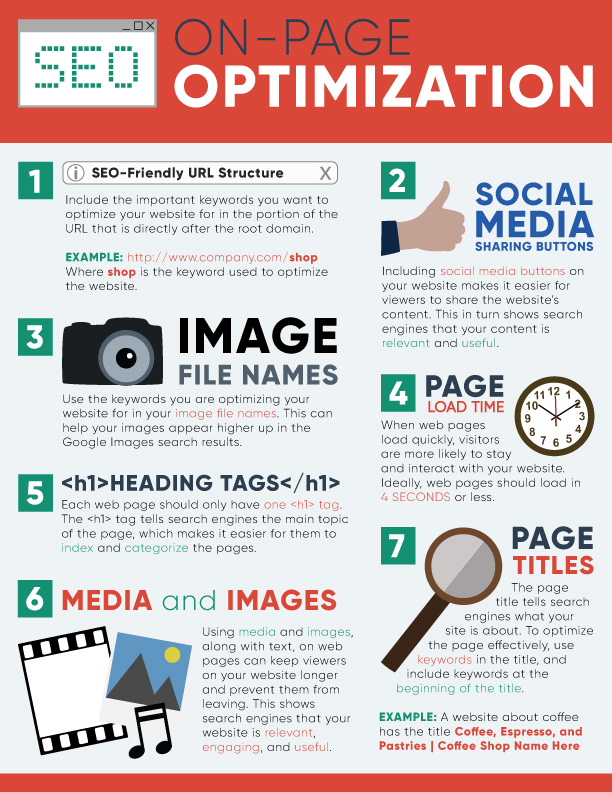 SEO
ON-PAGE
OPTIMIZATION
1
SEO-Friendly URL Structure
X
Include the important keywords you want to
optimize your website for in the portion of the
URL that is directly after the root domain.
EXAMPLE: http://www.company.com/shop
Where shop is the keyword used to optimize
the website.
2
SOCIAL
MEDIA
SHARING BUTTONS
Including social media buttons on
your website makes it easier for
viewers to share the website's
content. This in turn shows search
engines that your content is
relevant and useful.
3
IMAGE
FILE NAMES
Use the keywords you are optimizing your
website for in your image file names. This can
help your images appear higher up in the
Google Images search results.
4
PAGE
LOAD TIME
12
1
2
3
4
5
6
7
8
9
10
11
When web pages
load quickly, visitors
are more likely to stay
and interact with your website.
Ideally, web pages should load in
4 SECONDS or less.
5
<h1>HEADING TAGS</h1>
Each web page should only have one <h1> tag.
The <h1> tag tells search engines the main topic
of the page, which makes it easier for them to
index and categorize the pages.
6
MEDIA and IMAGES
Using media and images,
along with text, on web
pages can keep viewers
on your website longer
and prevent them from
leaving. This shows
search engines that your
website is relevant,
engaging, and useful.
7
PAGE
TITLES
The page
title tells search
engines what your
site is about. To optimize
the page effectively, use
keywords in the title, and
include keywords at the
beginning of the title.
EXAMPLE: A website about coffee
has the title Coffee, Espresso, and
Pastries | Coffee Shop Name Here